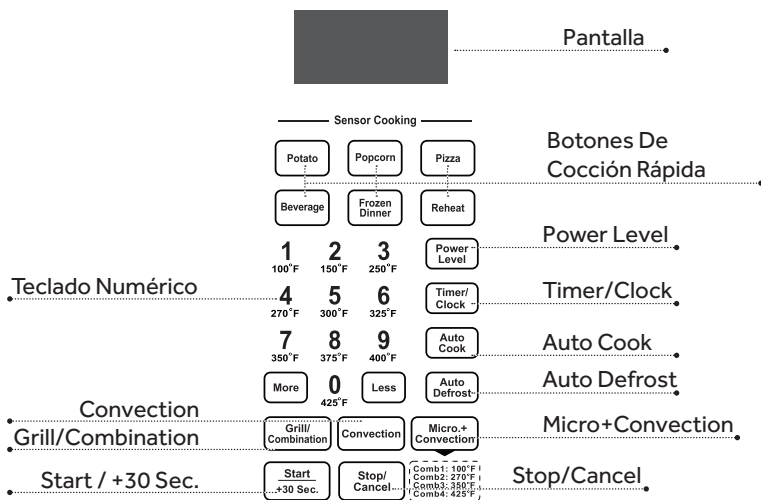 Pantalla
Sensor Cooking
Botones De
Cocción Rápida
Potato Popcorn Pizza
Beverage Frozen Dinner Reheat
Power Level
1 2 3 Power Level
100°F 150°F 250°F
Teclado Numérico
4 5 6 Timer/ Clock
270°F 300°F 325°F
Timer/Clock
7 8 9 Auto Cook
350°F 375°F 400°F
Auto Cook
More 0 Less Auto Defrost
425°F
Auto Defrost
Convection
Grill/Combination
Grill/ Combination Convection Micro.+ Convection
Micro+Convection
Start / +30 Sec.
Start +30 Sec. Stop/ Cancel
Comb1: 100°F
Comb2: 270°F
Comb3: 350°F
Comb4: 425°F
Stop/Cancel